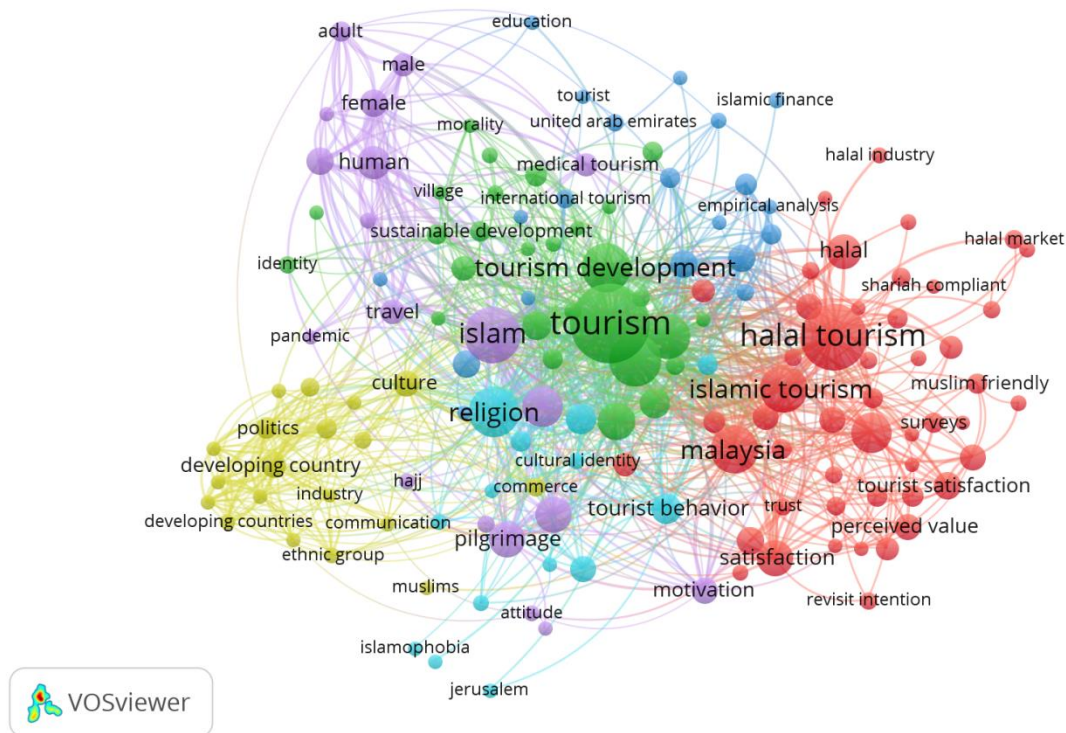 education
adult
male
tourist
islamic finance
female
united arab emirates
morality
halal industry
human
medical tourism
village
international tourism
empirical analysis
sustainable development
halal market
halal
identity
tourism development
shariah compliant
travel
tourism
islam
halal tourism
pandemic
culture
islamic tourism
muslim friendly
religion
politics
surveys
malaysia
developing country
cultural identity
hajj
commerce
tourist satisfaction
industry
tourist behavior
trust
developing countries
communication
perceived value
pilgrimage
ethnic group
satisfaction
muslims
motivation
revisit intention
attitude
islamophobia
jerusalem
VOSviewer